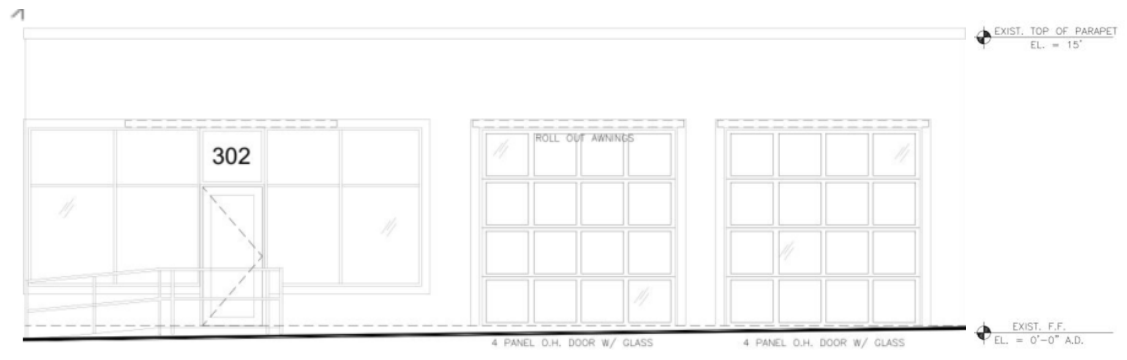 EXIST. TOP OF PARAPET
EL. = 15'
ROLL OUT AWNINGS
302
EXIST. F.F.
EL. = 0'-0" A.D.
4 PANEL O.H. DOOR W/ GLASS
4 PANEL O.H. DOOR W/ GLASS